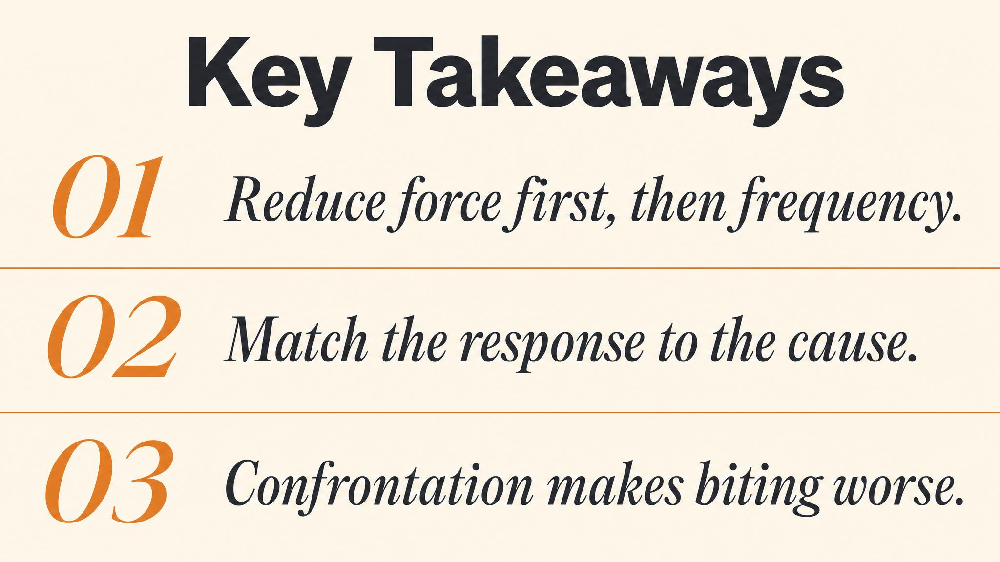 Key Takeaways
01 Reduce force first, then frequency.
02 Match the response to the cause.
03 Confrontation makes biting worse.